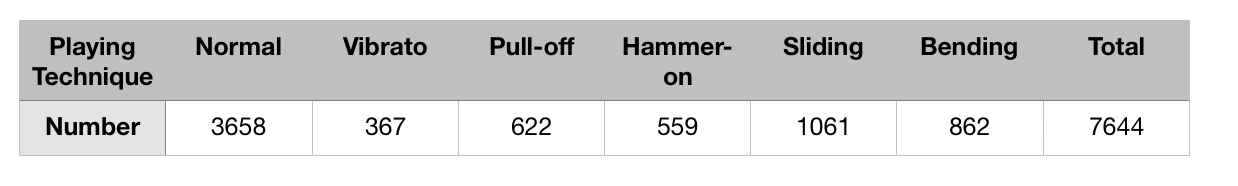 Playing Technique Normal Vibrato Pull-off Hammer-on Sliding Bending Total
Number 3658 367 622 559 1061 862 7644